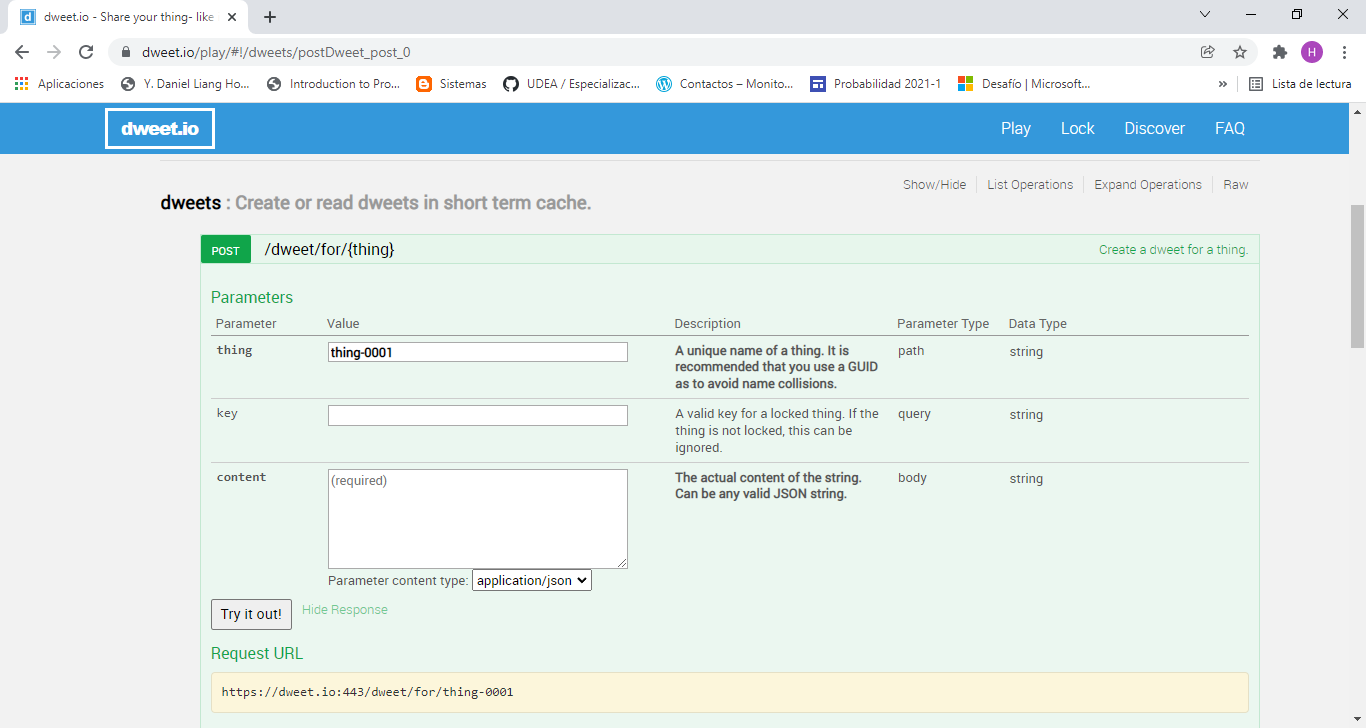 dweet.io - Share your thing- like
dweet.io/play/#!/dweets/postDweet_post_0
H
Aplicaciones
Y. Daniel Liang Ho...
Introduction to Pro...
Sistemas
UDEA / Especializac...
Contactos – Monito...
Probabilidad 2021-1
Desafío | Microsoft...
»
Lista de lectura
dweet.io
Play
Lock
Discover
FAQ
Show/Hide
List Operations
Expand Operations
Raw
dweets : Create or read dweets in short term cache.
POST /dweet/for/{thing} Create a dweet for a thing.
Parameters
Parameter Value Description Parameter Type Data Type
thing thing-0001 A unique name of a thing. It is path string
recommended that you use a GUID
as to avoid name collisions.
key A valid key for a locked thing. If the query string
thing is not locked, this can be
ignored.
content (required) The actual content of the string. body string
Can be any valid JSON string.
Parameter content type: application/json
Try it out! Hide Response
Request URL
https://dweet.io:443/dweet/for/thing-0001